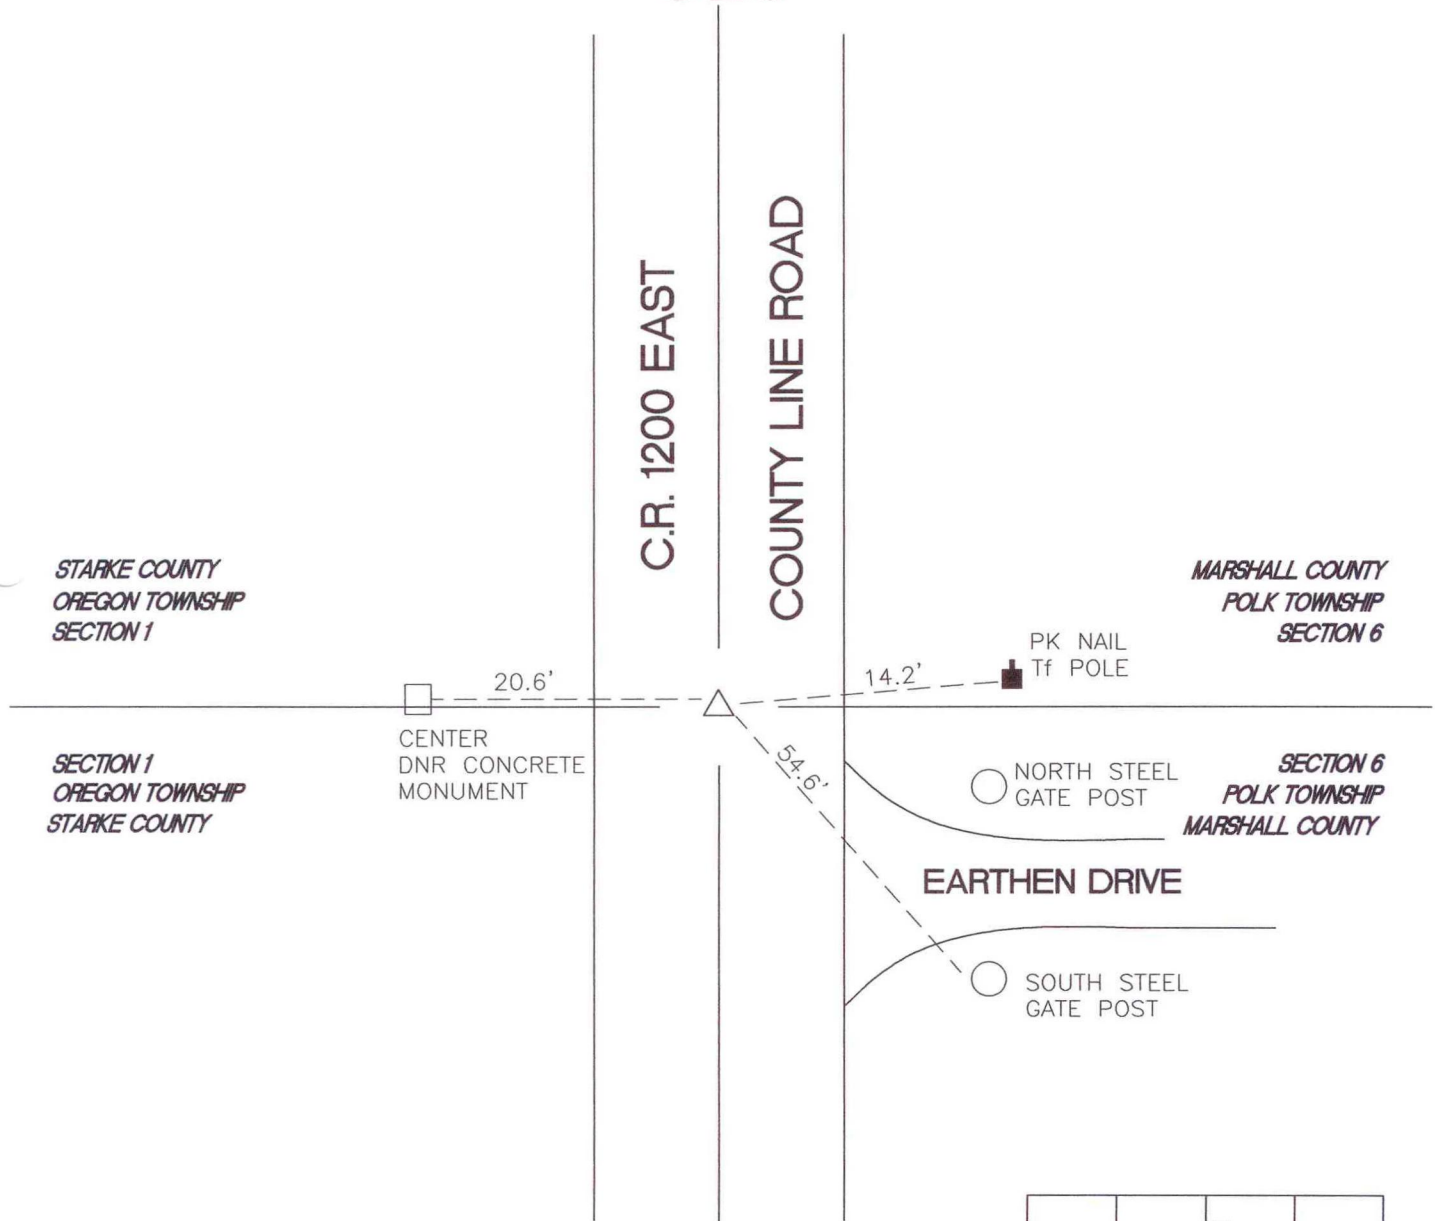 C.R. 1200 EAST
COUNTY LINE ROAD
STARKE COUNTY
OREGON TOWNSHIP
SECTION 1
MARSHALL COUNTY
POLK TOWNSHIP
SECTION 6
PK NAIL
Tf POLE
20.6'
14.2'
CENTER
DNR CONCRETE
MONUMENT
54.6'
SECTION 1
OREGON TOWNSHIP
STARKE COUNTY
NORTH STEEL
GATE POST
SECTION 6
POLK TOWNSHIP
MARSHALL COUNTY
EARTHEN DRIVE
SOUTH STEEL
GATE POST